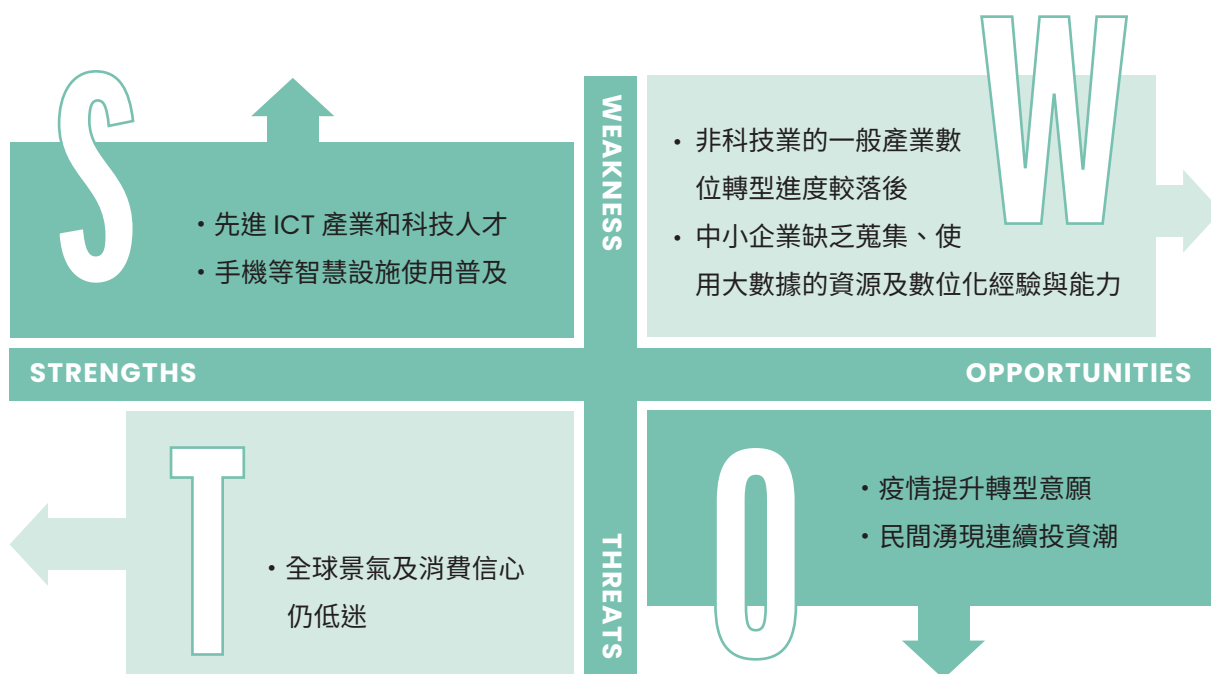 S
・先進 ICT 產業和科技人才
・手機等智慧設施使用普及
WEAKNESS
W
• 非科技業的一般產業數
位轉型進度較落後
• 中小企業缺乏蒐集、使
用大數據的資源及數位化經驗與能力
STRENGTHS
OPPORTUNITIES
T
・全球景氣及消費信心
仍低迷
THREATS
O
・疫情提升轉型意願
・民間湧現連續投資潮